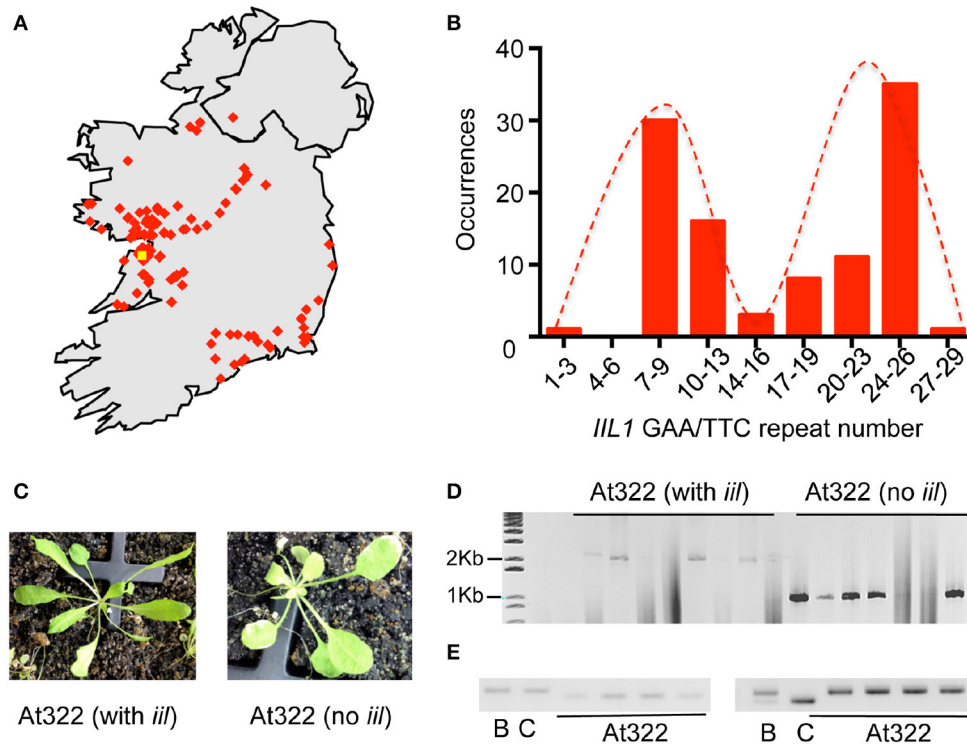 A
B
Occurrences
40
30
20
10
0
1-3
4-6
7-9
10-13
14-16
17-19
20-23
24-26
27-29
IIL1 GAA/TTC repeat number
C
At322 (with iil)
At322 (no iil)
D
At322 (with iil)
At322 (no iil)
2Kb
1Kb
E
B C At322
B C At322